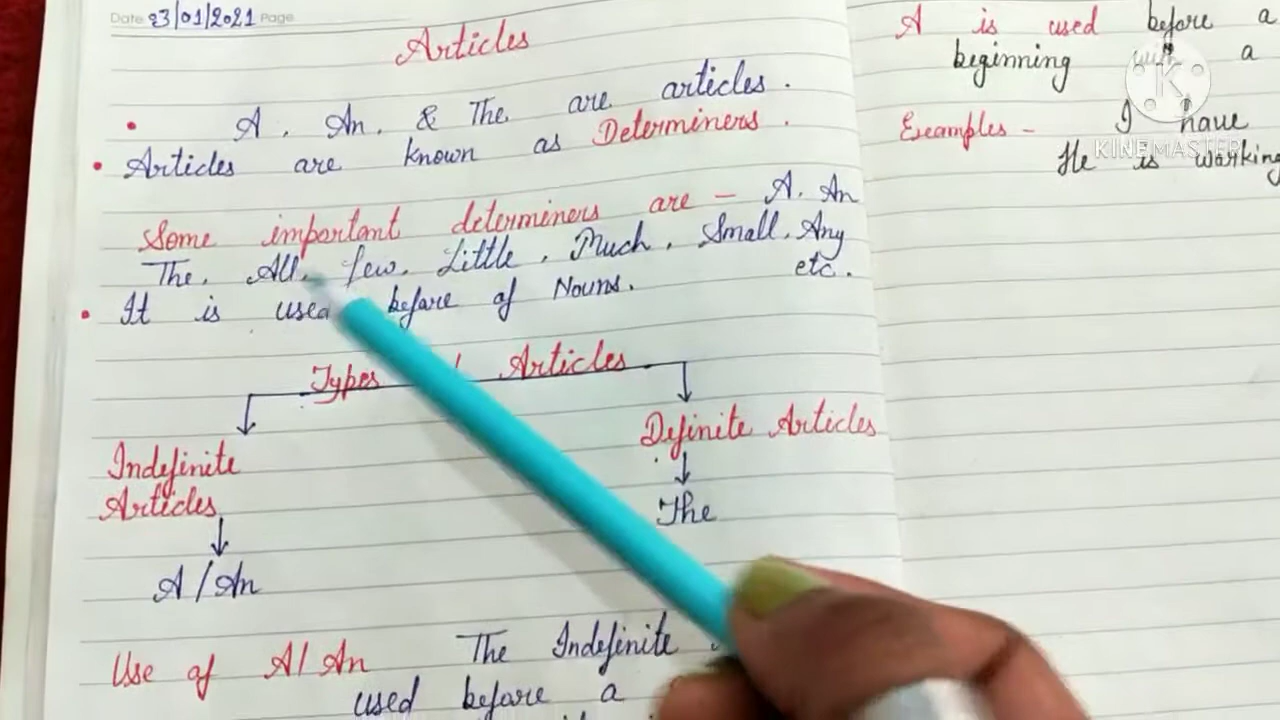 Date 23/01/2021 Page
Articles
• A, An, & The are articles.
• Articles are known as Determiners.
Some important determiners are – A, An
The, All, few, Little, Much, Small, Any
etc.
• It is used before of Nouns.
Types Articles
Indefinite
Articles
Definite Articles
A/An
The
Use of A/An The Indefinite
used before a
A is used before a
beginning with a
Examples – I have
He is working
KINEMASTER